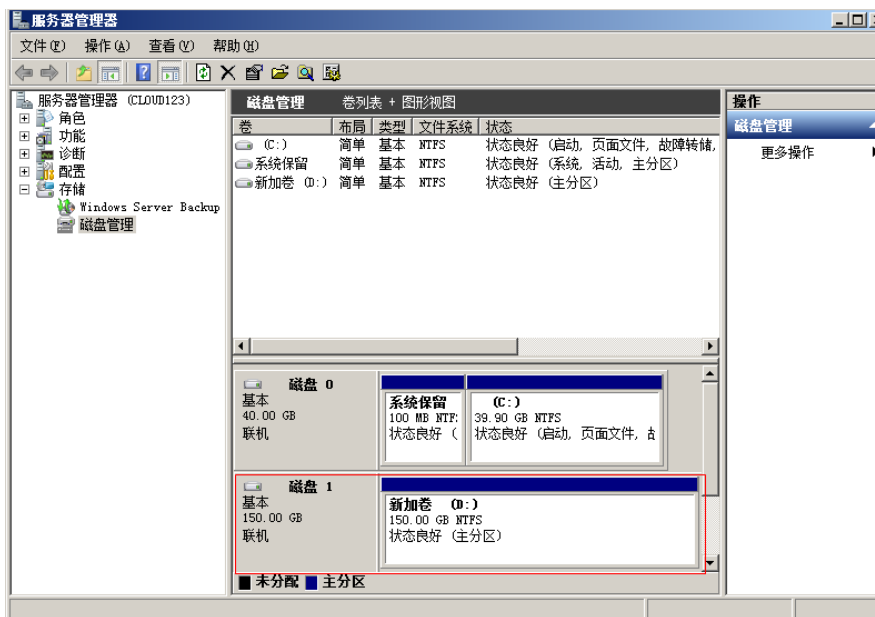 服务器管理器
文件(F) 操作(A) 查看(V) 帮助(H)
服务器管理器 (CLOUD123)
角色
功能
诊断
配置
存储
Windows Server Backup
磁盘管理
磁盘管理 卷列表 + 图形视图
卷 布局 类型 文件系统 状态
(C:) 简单 基本 NTFS 状态良好 (启动, 页面文件, 故障转储,
系统保留 简单 基本 NTFS 状态良好 (系统, 活动, 主分区)
新加卷 (D:) 简单 基本 NTFS 状态良好 (主分区)
磁盘 0
基本
40.00 GB
联机
系统保留
100 MB NTF
状态良好 (
(C:)
39.90 GB NTFS
状态良好 (启动, 页面文件, 故
磁盘 1
基本
150.00 GB
联机
新加卷 (D:)
150.00 GB NTFS
状态良好 (主分区)
未分配 主分区
操作
磁盘管理
更多操作